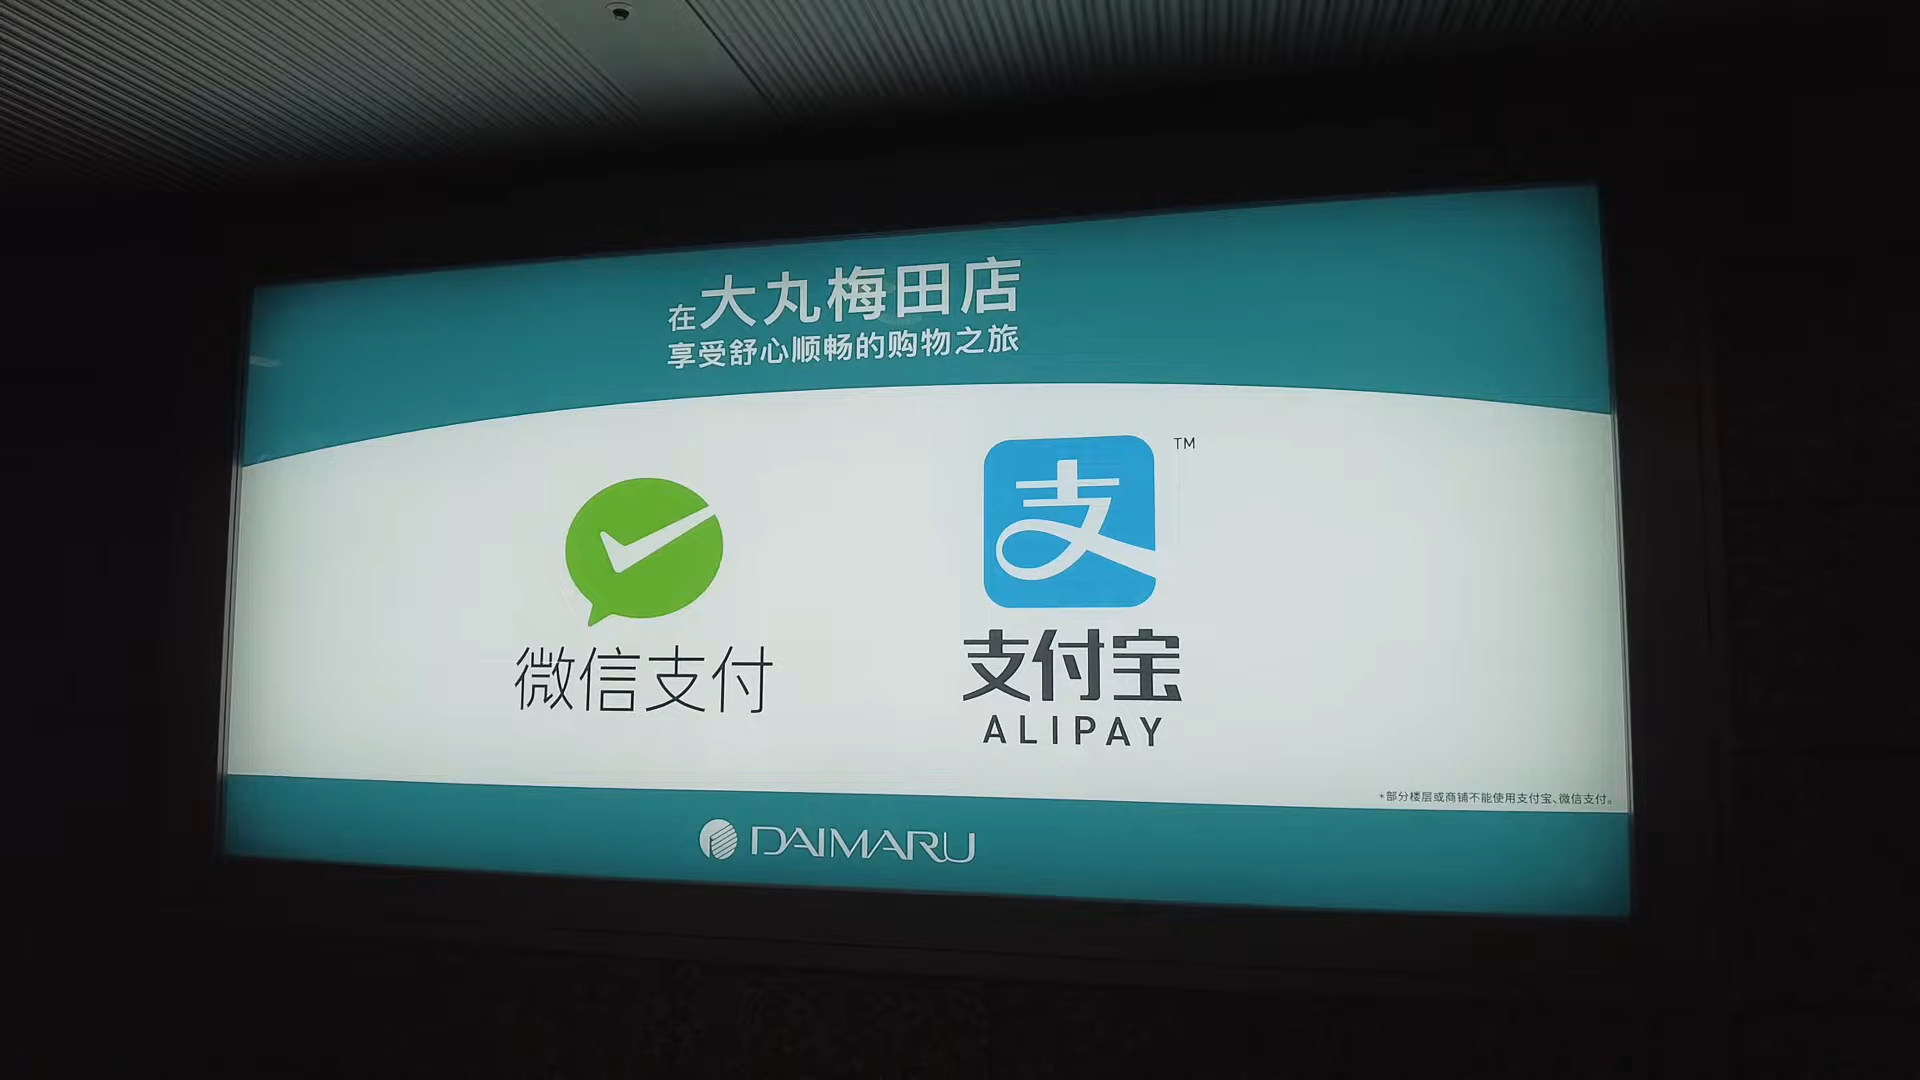 在大丸梅田店
享受舒心顺畅的购物之旅
支
TM
微信支付
支付宝
ALIPAY
*部分楼层或商铺不能使用支付宝、微信支付。
DAIMARU